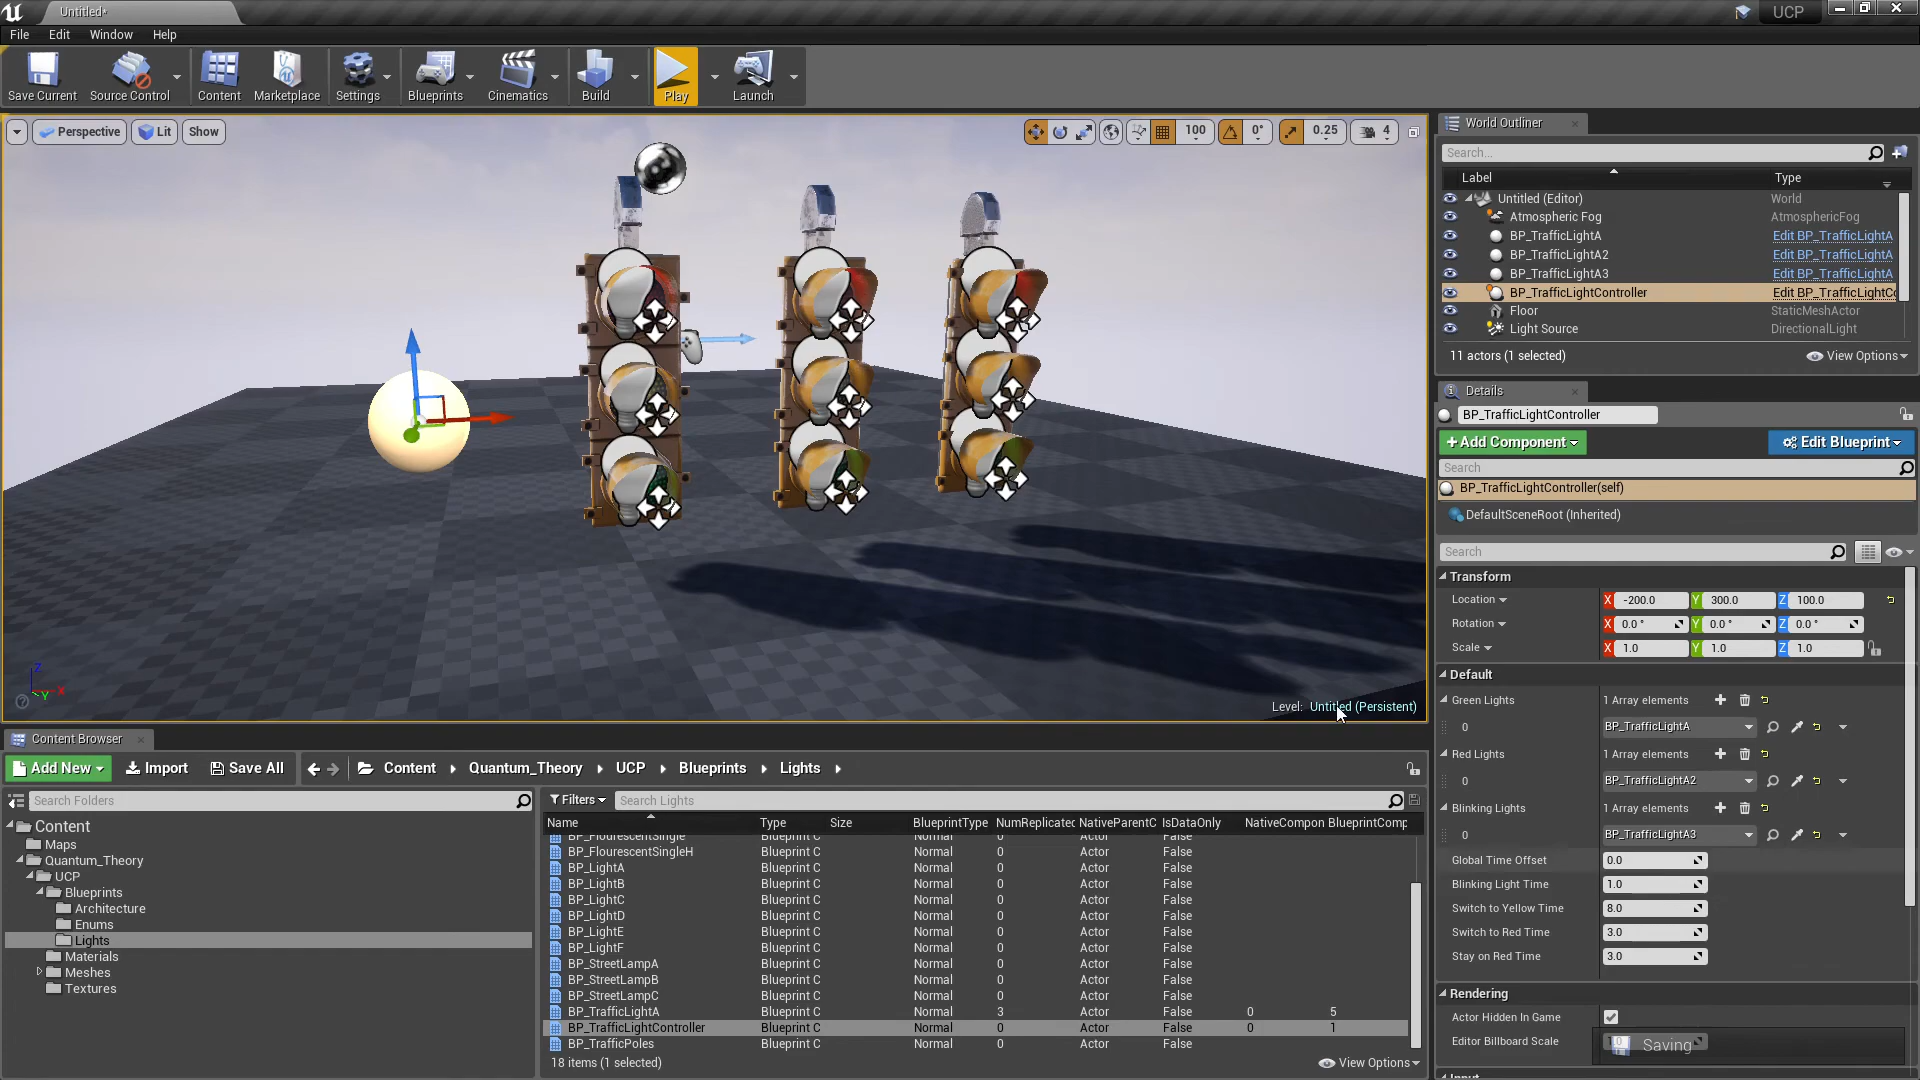 Untitled*
UCP
File Edit Window Help
Save Current Source Control Content Marketplace Settings Blueprints Cinematics Build Play Launch
Perspective Lit Show
100 0° 0.25 4
Level: Untitled (Persistent)
World Outliner
Search...
Label Type
Untitled (Editor) World
Atmospheric Fog AtmosphericFog
BP_TrafficLightA Edit BP_TrafficLightA
BP_TrafficLightA2 Edit BP_TrafficLightA
BP_TrafficLightA3 Edit BP_TrafficLightA
BP_TrafficLightController Edit BP_TrafficLightCo
Floor StaticMeshActor
Light Source DirectionalLight
11 actors (1 selected) View Options
Details
BP_TrafficLightController
+Add Component Edit Blueprint
Search
BP_TrafficLightController(self)
DefaultSceneRoot (Inherited)
Search
Transform
Location X -200.0 Y 300.0 Z 100.0
Rotation X 0.0 ° Y 0.0 ° Z 0.0 °
Scale X 1.0 Y 1.0 Z 1.0
Default
Green Lights 1 Array elements
0 BP_TrafficLightA
Red Lights 1 Array elements
0 BP_TrafficLightA2
Blinking Lights 1 Array elements
0 BP_TrafficLightA3
Global Time Offset 0.0
Blinking Light Time 1.0
Switch to Yellow Time 8.0
Switch to Red Time 3.0
Stay on Red Time 3.0
Rendering
Actor Hidden In Game
Editor Billboard Scale 1.0
Saving
Content Browser
Add New Import Save All Content Quantum_Theory UCP Blueprints Lights
Search Folders
Content
Maps
Quantum_Theory
UCP
Blueprints
Architecture
Enums
Lights
Materials
Meshes
Textures
Filters Search Lights
Name Type Size BlueprintType NumReplicatec NativeParentC IsDataOnly NativeCompon BlueprintComp
BP_FlourescentSingle Blueprint C Normal 0 Actor False
BP_FlourescentSingleH Blueprint C Normal 0 Actor False
BP_LightA Blueprint C Normal 0 Actor False
BP_LightB Blueprint C Normal 0 Actor False
BP_LightC Blueprint C Normal 0 Actor False
BP_LightD Blueprint C Normal 0 Actor False
BP_LightE Blueprint C Normal 0 Actor False
BP_LightF Blueprint C Normal 0 Actor False
BP_StreetLampA Blueprint C Normal 0 Actor False
BP_StreetLampB Blueprint C Normal 0 Actor False
BP_StreetLampC Blueprint C Normal 0 Actor False
BP_TrafficLightA Blueprint C Normal 3 Actor False 0 5
BP_TrafficLightController Blueprint C Normal 0 Actor False 0 1
BP_TrafficPoles Blueprint C Normal 0 Actor False
18 items (1 selected) View Options